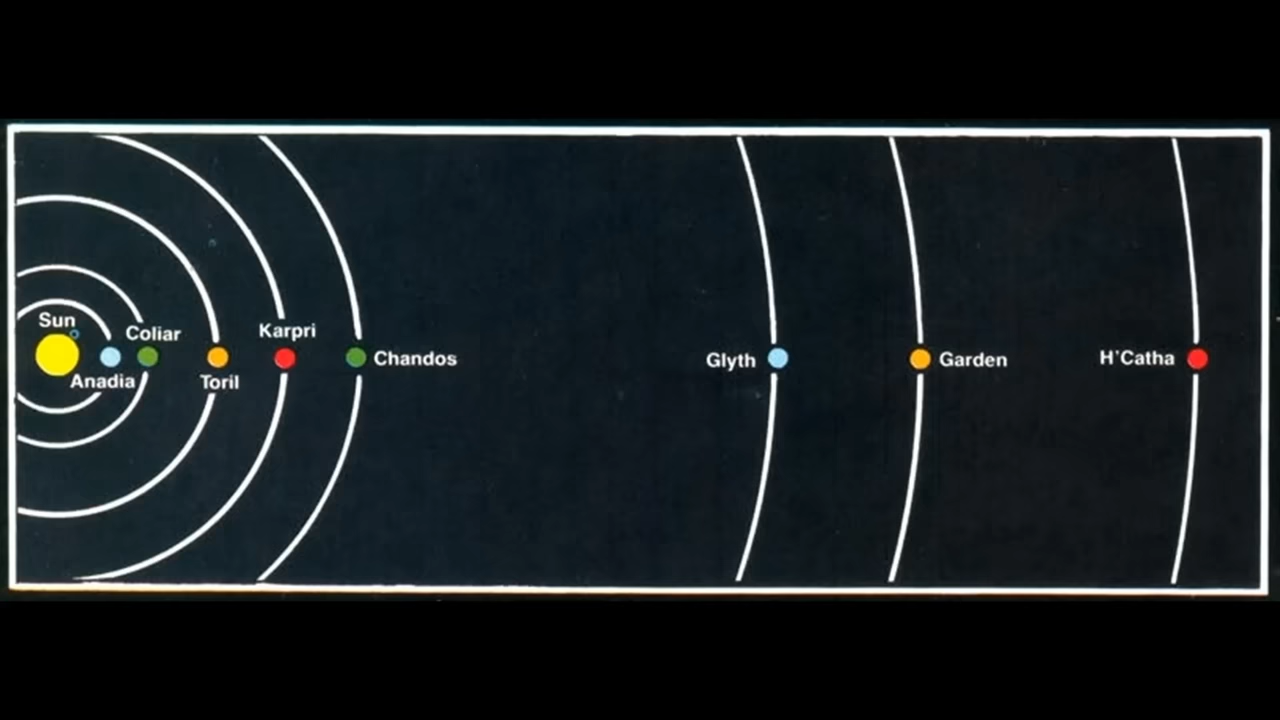 Sun
Anadia
Coliar
Toril
Karpri
Chandos
Glyth
Garden
H'Catha